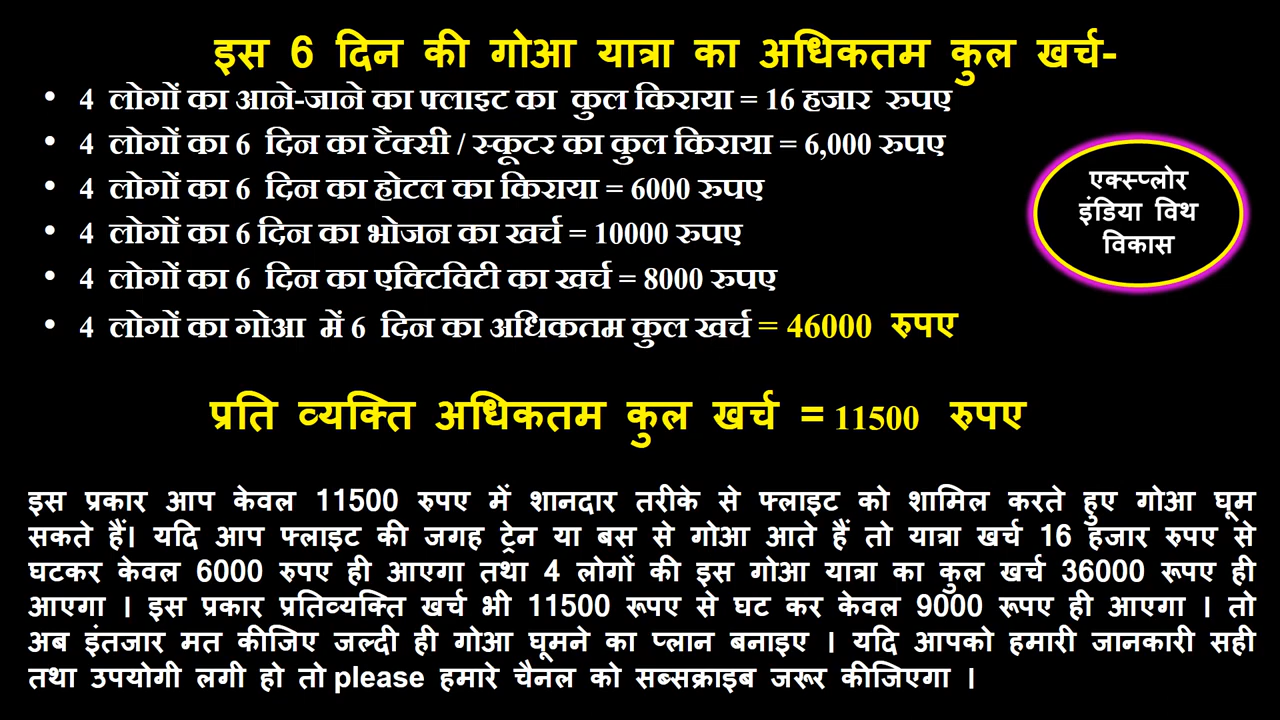 इस 6 दिन की गोआ यात्रा का अधिकतम कुल खर्च-
• 4 लोगों का आने-जाने का फ्लाइट का कुल किराया = 16 हजार रुपए
• 4 लोगों का 6 दिन का टैक्सी / स्कूटर का कुल किराया = 6,000 रुपए
• 4 लोगों का 6 दिन का होटल का किराया = 6000 रुपए
• 4 लोगों का 6 दिन का भोजन का खर्च = 10000 रुपए
• 4 लोगों का 6 दिन का एक्टिविटी का खर्च = 8000 रुपए
• 4 लोगों का गोआ में 6 दिन का अधिकतम कुल खर्च = 46000 रुपए
एक्स्प्लोर
इंडिया विथ
विकास
प्रति व्यक्ति अधिकतम कुल खर्च = 11500 रुपए
इस प्रकार आप केवल 11500 रुपए में शानदार तरीके से फ्लाइट को शामिल करते हुए गोआ घूम
सकते हैं। यदि आप फ्लाइट की जगह ट्रेन या बस से गोआ आते हैं तो यात्रा खर्च 16 हजार रुपए से
घटकर केवल 6000 रुपए ही आएगा तथा 4 लोगों की इस गोआ यात्रा का कुल खर्च 36000 रूपए ही
आएगा । इस प्रकार प्रतिव्यक्ति खर्च भी 11500 रूपए से घट कर केवल 9000 रूपए ही आएगा । तो
अब इंतजार मत कीजिए जल्दी ही गोआ घूमने का प्लान बनाइए । यदि आपको हमारी जानकारी सही
तथा उपयोगी लगी हो तो please हमारे चैनल को सब्सक्राइब जरूर कीजिएगा ।